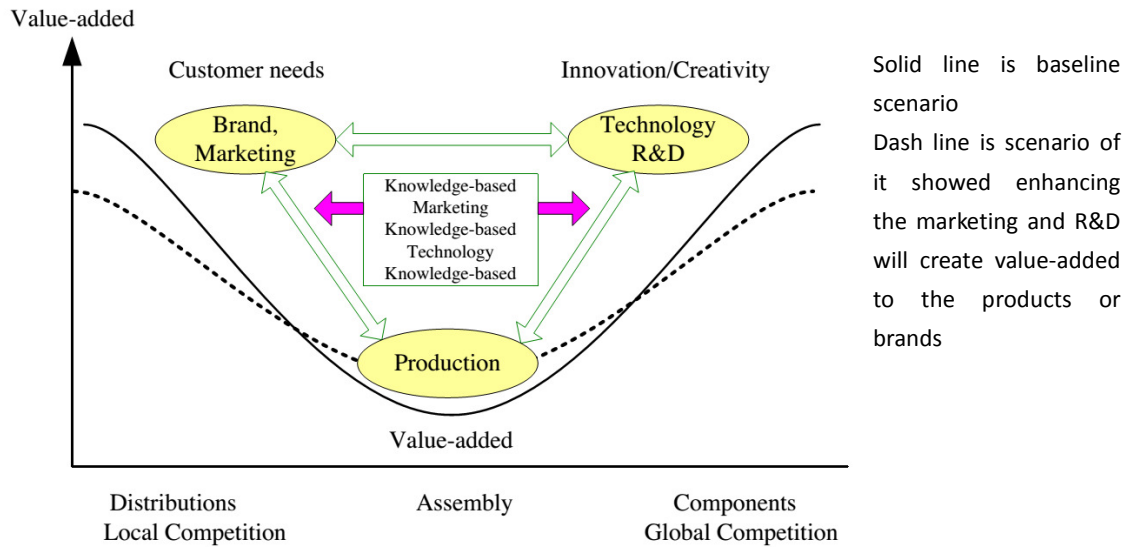 Value-added
Customer needs
Innovation/Creativity
Brand,
Marketing
Technology
R&D
Knowledge-based
Marketing
Knowledge-based
Technology
Knowledge-based
Production
Value-added
Distributions
Local Competition
Assembly
Components
Global Competition
Solid line is baseline
scenario
Dash line is scenario of
it showed enhancing
the marketing and R&D
will create value-added
to the products or
brands